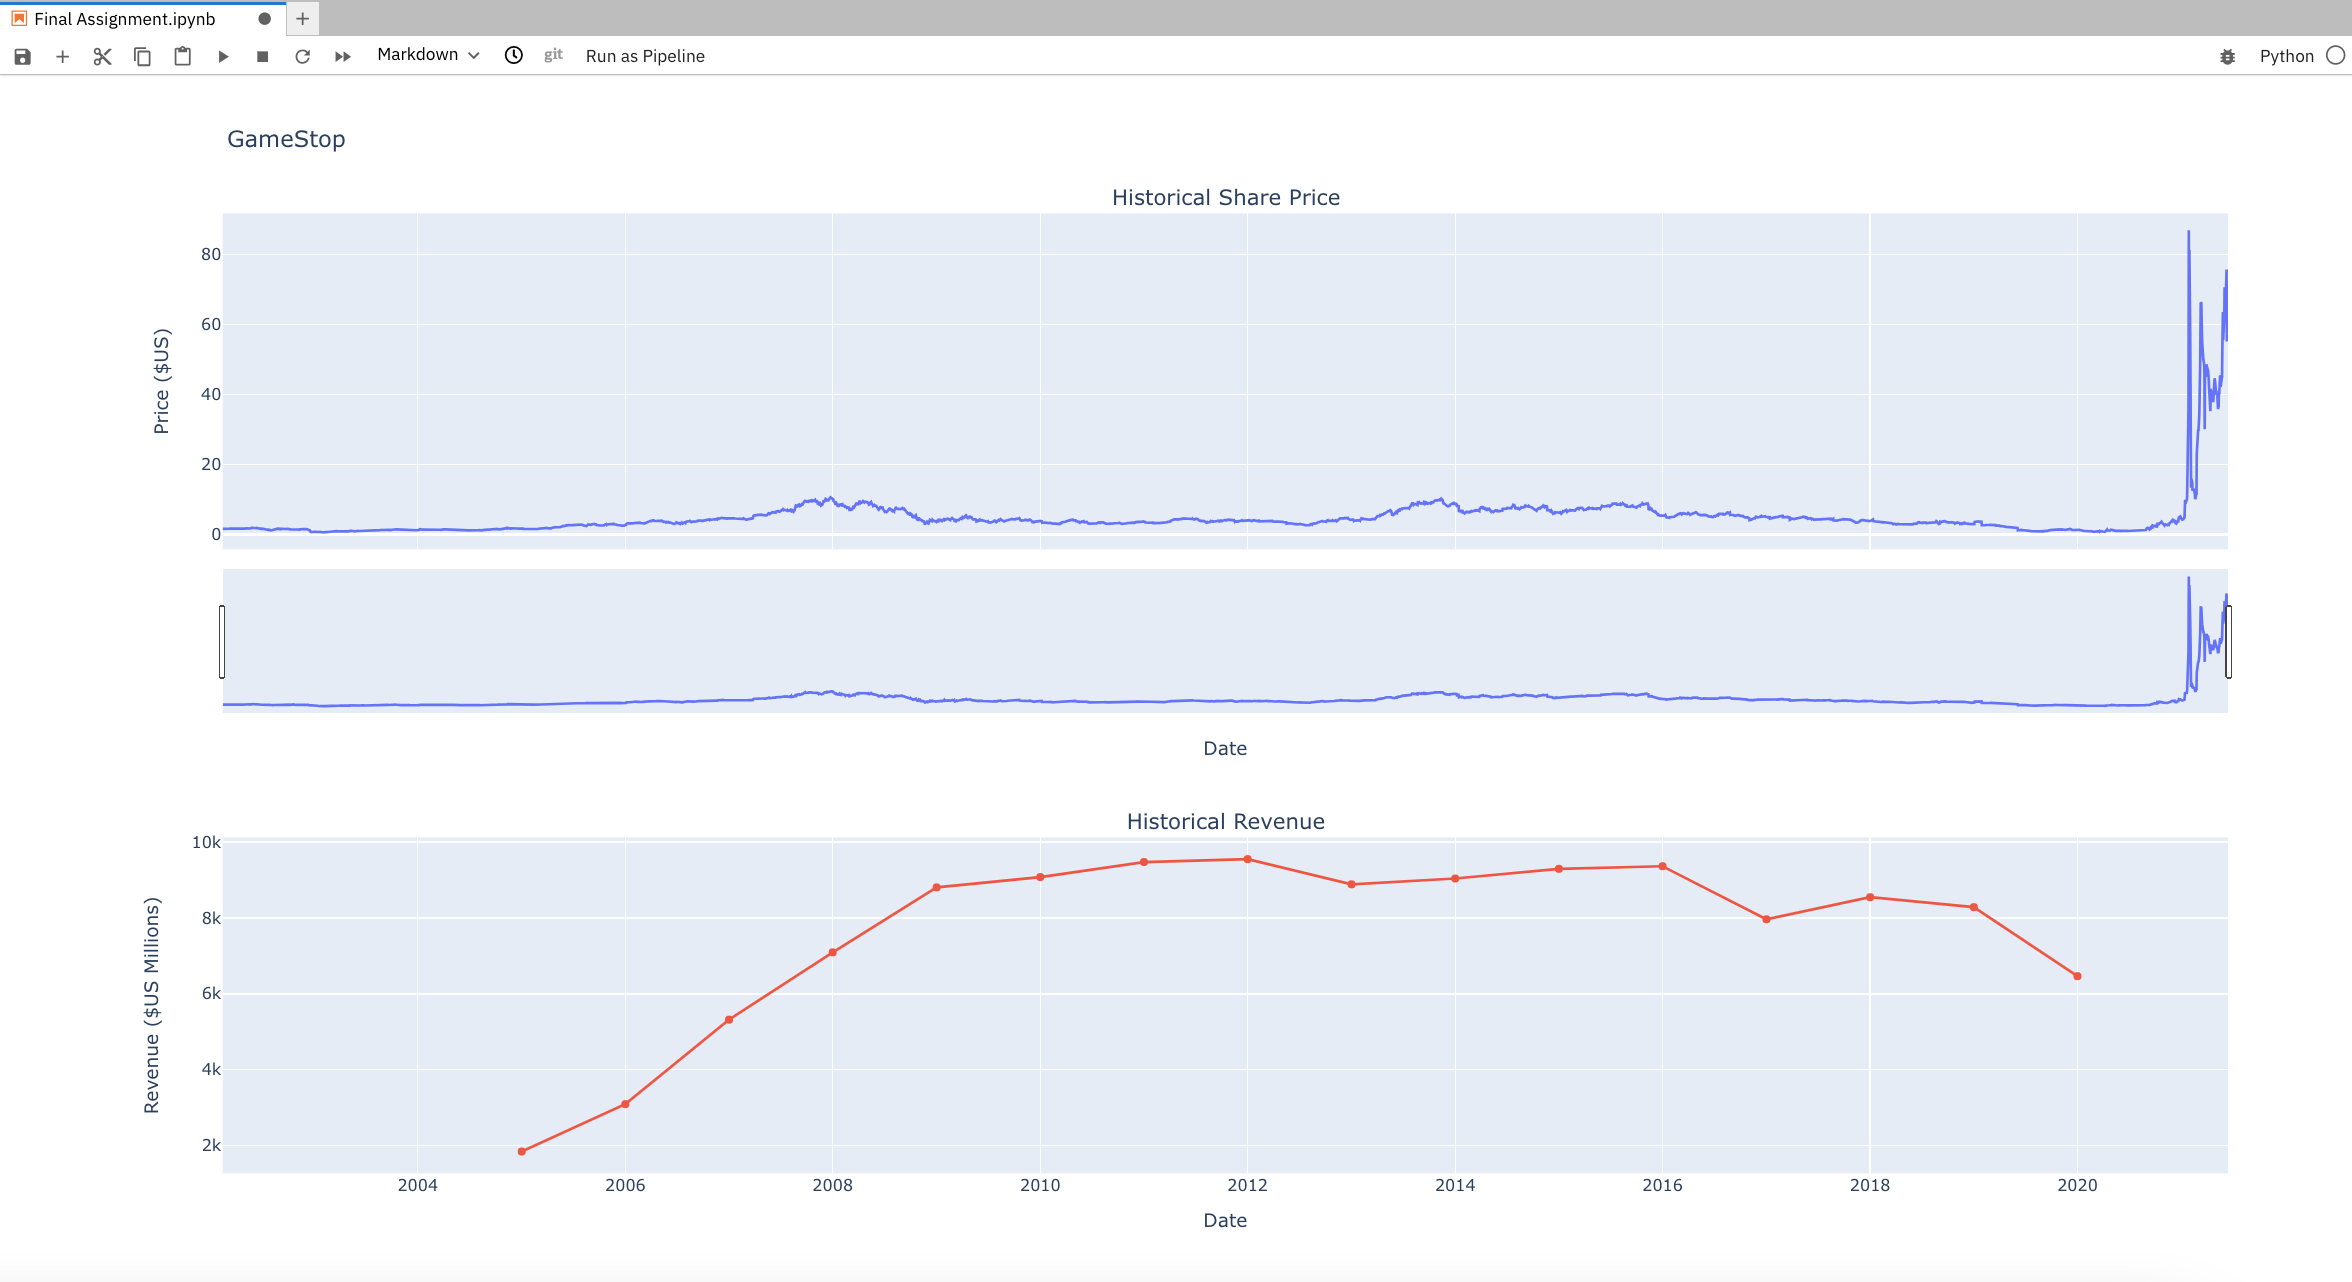 Final Assignment.ipynb
Markdown git Run as Pipeline Python
GameStop
Historical Share Price
Price ($US)
80
60
40
20
0
Date
Historical Revenue
Revenue ($US Millions)
10k
8k
6k
4k
2k
2004 2006 2008 2010 2012 2014 2016 2018 2020
Date